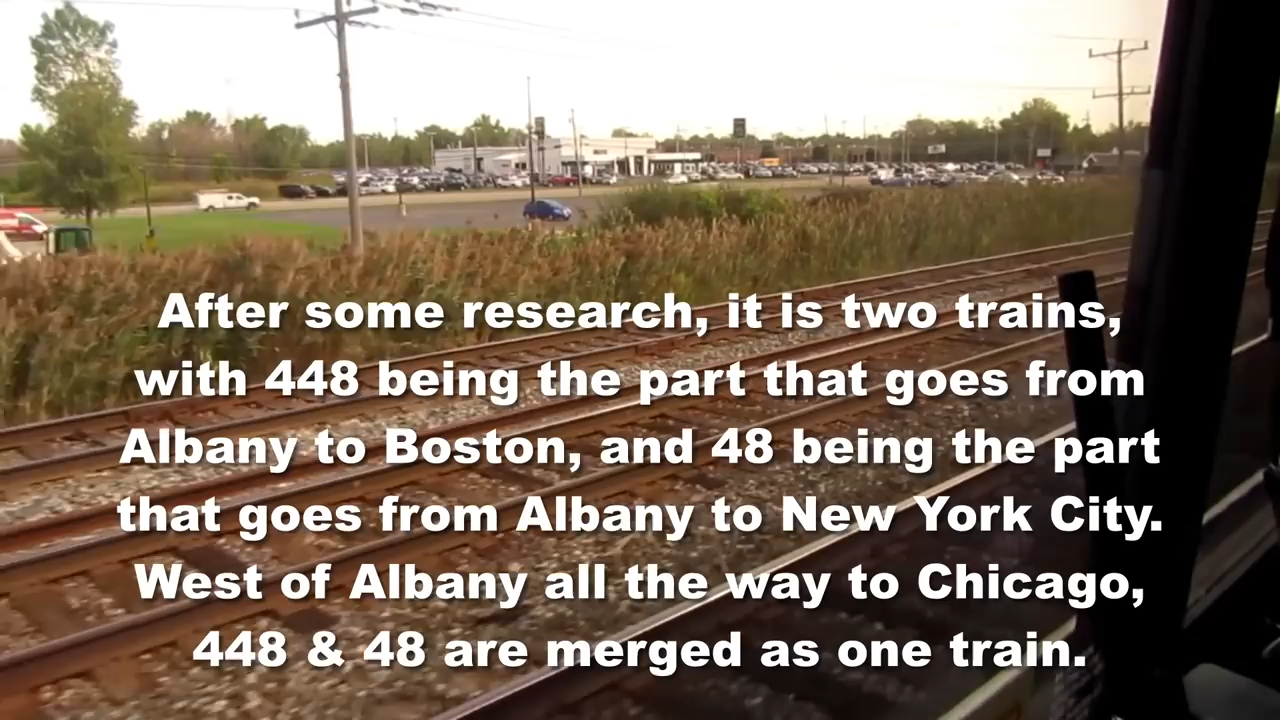 After some research, it is two trains,
with 448 being the part that goes from
Albany to Boston, and 48 being the part
that goes from Albany to New York City.
West of Albany all the way to Chicago,
448 & 48 are merged as one train.